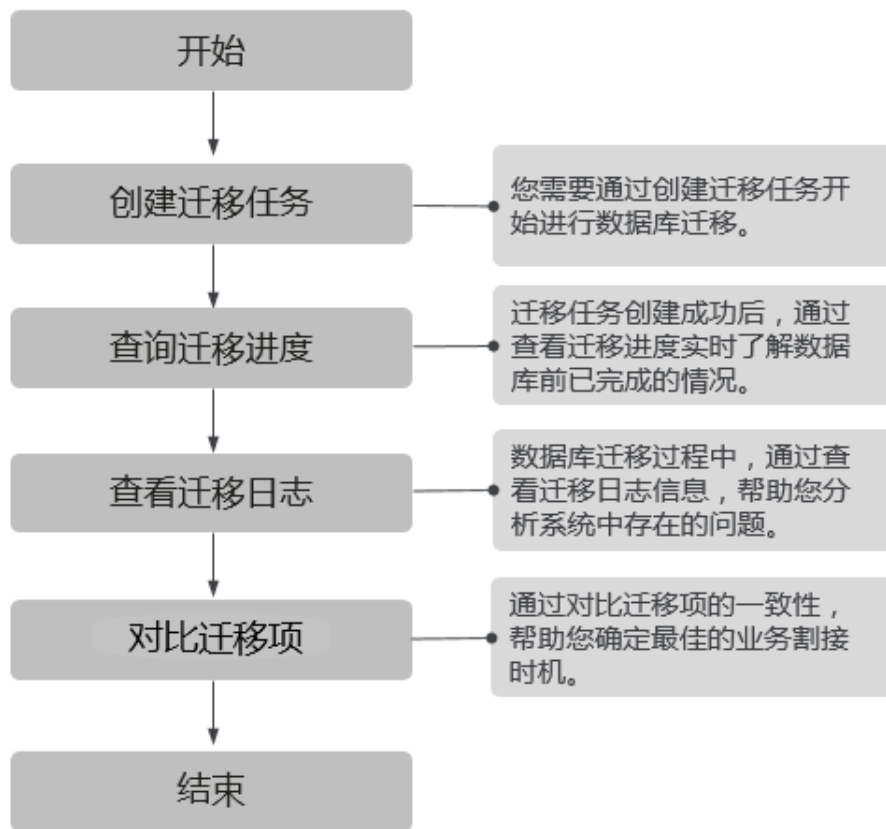 开始
创建迁移任务
您需要通过创建迁移任务开
始进行数据库迁移。
查询迁移进度
迁移任务创建成功后，通过
查看迁移进度实时了解数据
库前已完成的情况。
查看迁移日志
数据库迁移过程中，通过查
看迁移日志信息，帮助您分
析系统中存在的问题。
对比迁移项
通过对比迁移项的一致性，
帮助您确定最佳的业务割接
时机。
结束